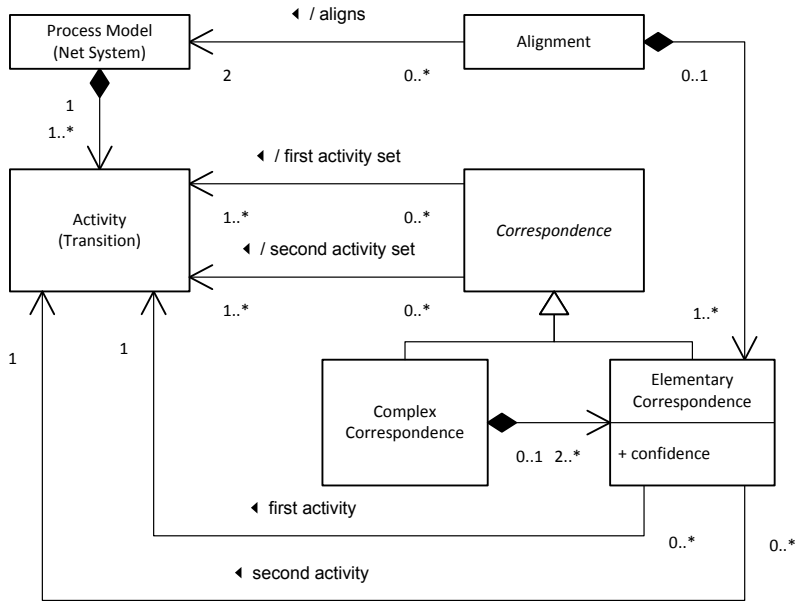 ◄ / aligns
Process Model
(Net System)
Alignment
2
0..*
0..1
1
1..*
◄ / first activity set
1..*
0..*
Activity
(Transition)
Correspondence
◄ / second activity set
1..*
0..*
1..*
1
1
Complex
Correspondence
Elementary
Correspondence
+ confidence
0..1
2..*
◄ first activity
0..*
0..*
◄ second activity